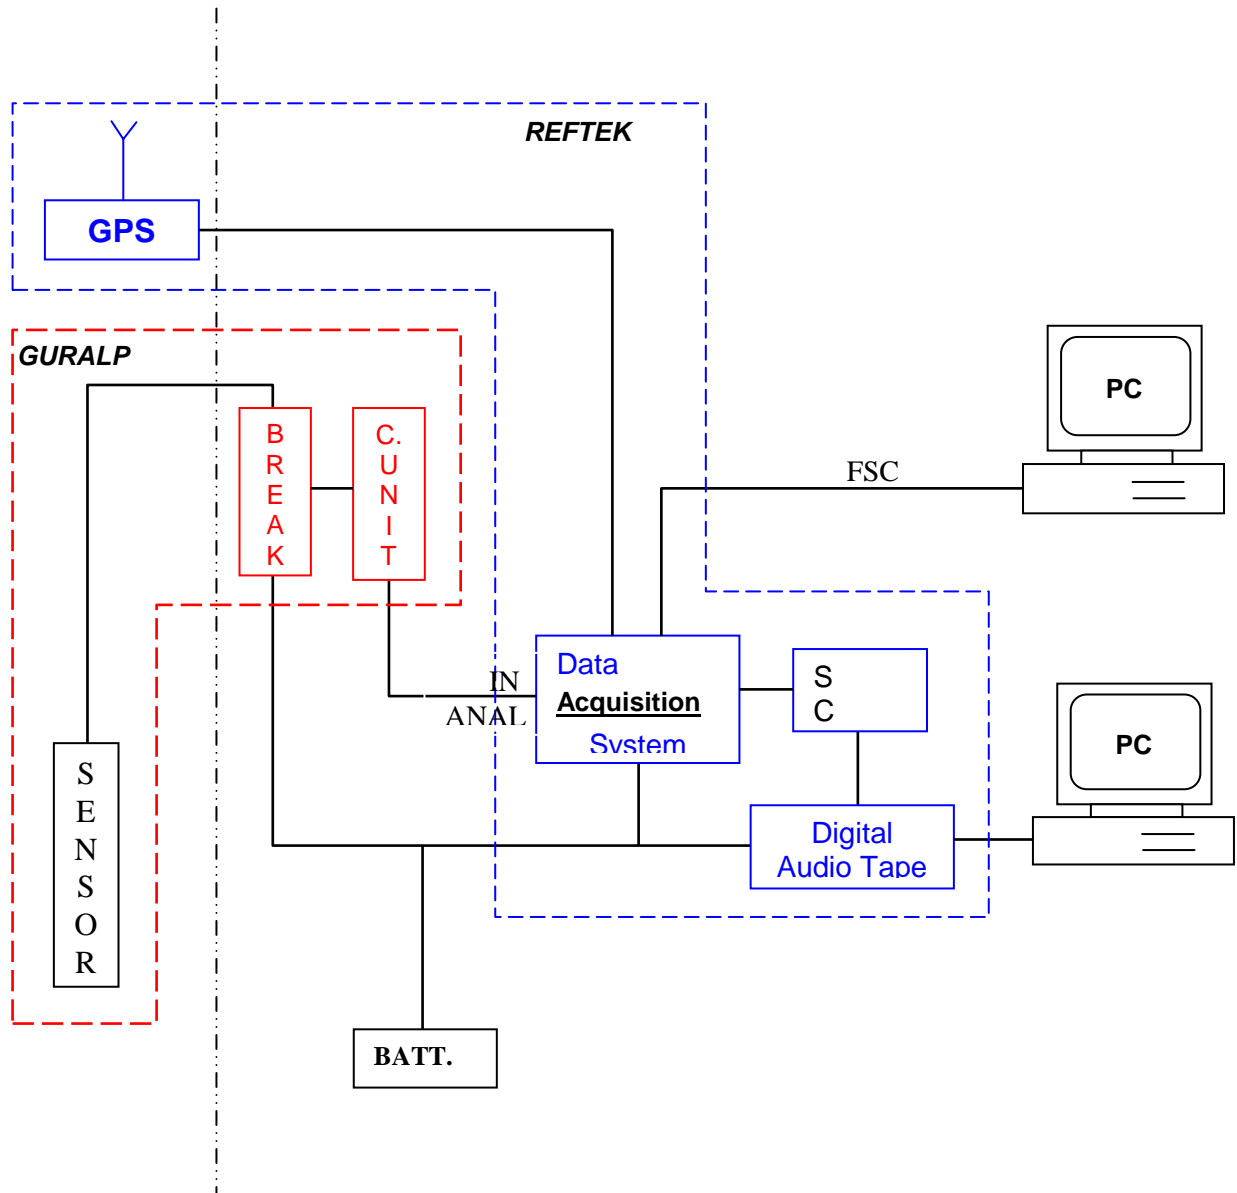 REFTEK
GPS
GURALP
PC
B
R
E
A
K
C.
U
N
I
T
FSC
Data
Acquisition
System
S
C
IN
ANAL
PC
S
E
N
S
O
R
Digital
Audio Tape
BATT.